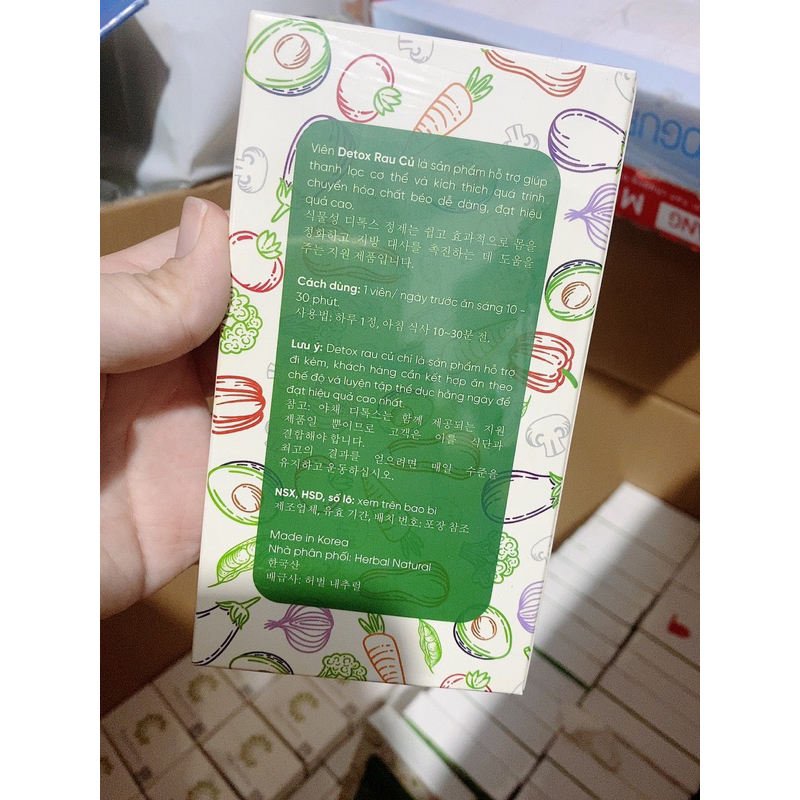 Viên Detox Rau Củ là sản phẩm hỗ trợ giúp
thanh lọc cơ thể và kích thích quá trình
chuyển hóa chất béo dễ dàng, đạt hiệu
quả cao.
식물성 디톡스 정제는 쉽고 효과적으로 몸을
정화하고 지방 대사를 촉진하는 데 도움을
주는 지원 제품입니다.
Cách dùng: 1 viên/ ngày trước ăn sáng 10 -
30 phút.
사용법; 하루 1정, 아침 식사 10~30분 전.
Lưu ý: Detox rau củ chỉ là sản phẩm hỗ trợ
đi kèm, khách hàng cần kết hợp ăn theo
chế độ và luyện tập thể dục hàng ngày để
đạt hiệu quả cao nhất.
참고: 야채 디톡스는 함께 제공되는 지원
제품일 뿐이므로 고객은 이를 식단과
결합해야 합니다.
최고의 결과를 얻으려면 매일 수준을
유지하고 운동하십시오.
NSX, HSD, số lô: xem trên bao bì
제조업체, 유효 기간, 배치 번호: 포장 참조
Made in Korea
Nhà phân phối: Herbal Natural
한국산
배급사: 허벌 내추럴